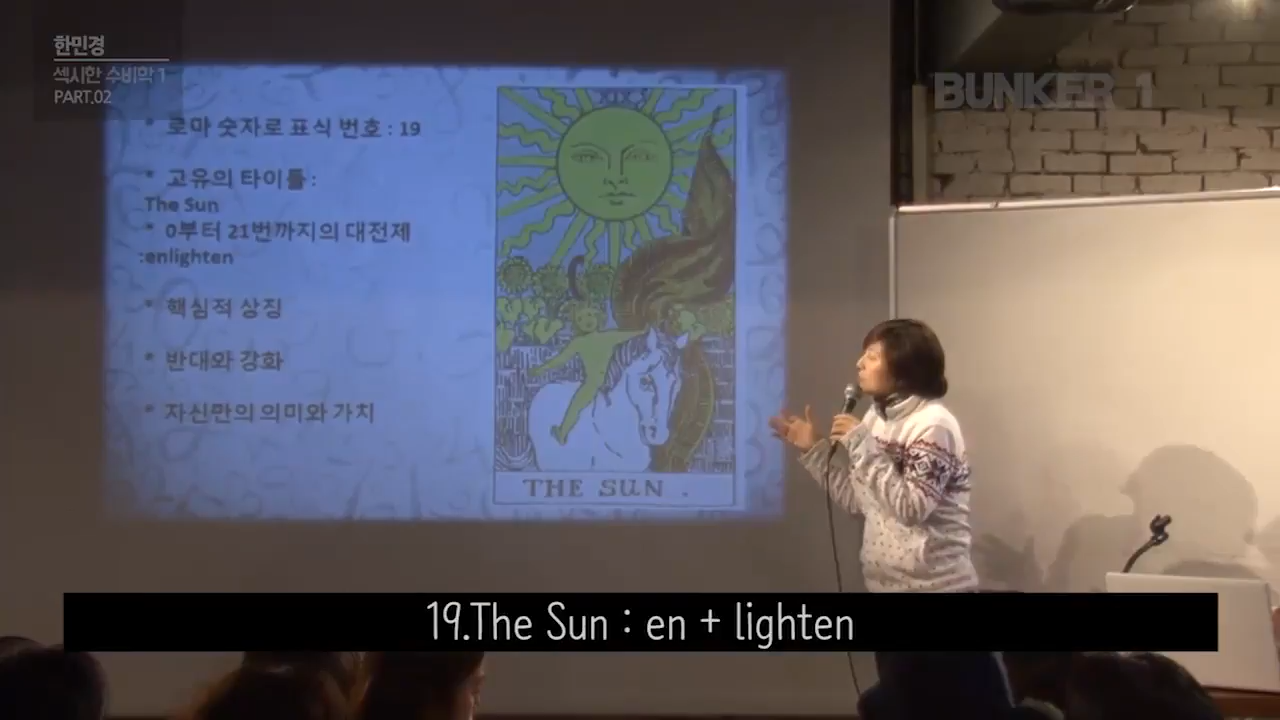 한민경
섹시한 수비학 1
PART.02
BUNKER 1
* 로마 숫자로 표식 번호 : 19
* 고유의 타이틀 :
The Sun
* 0부터 21번까지의 대전제
:enlighten
* 핵심적 상징
* 반대와 강화
* 자신만의 의미와 가치
XIX
THE SUN .
19.The Sun : en + lighten